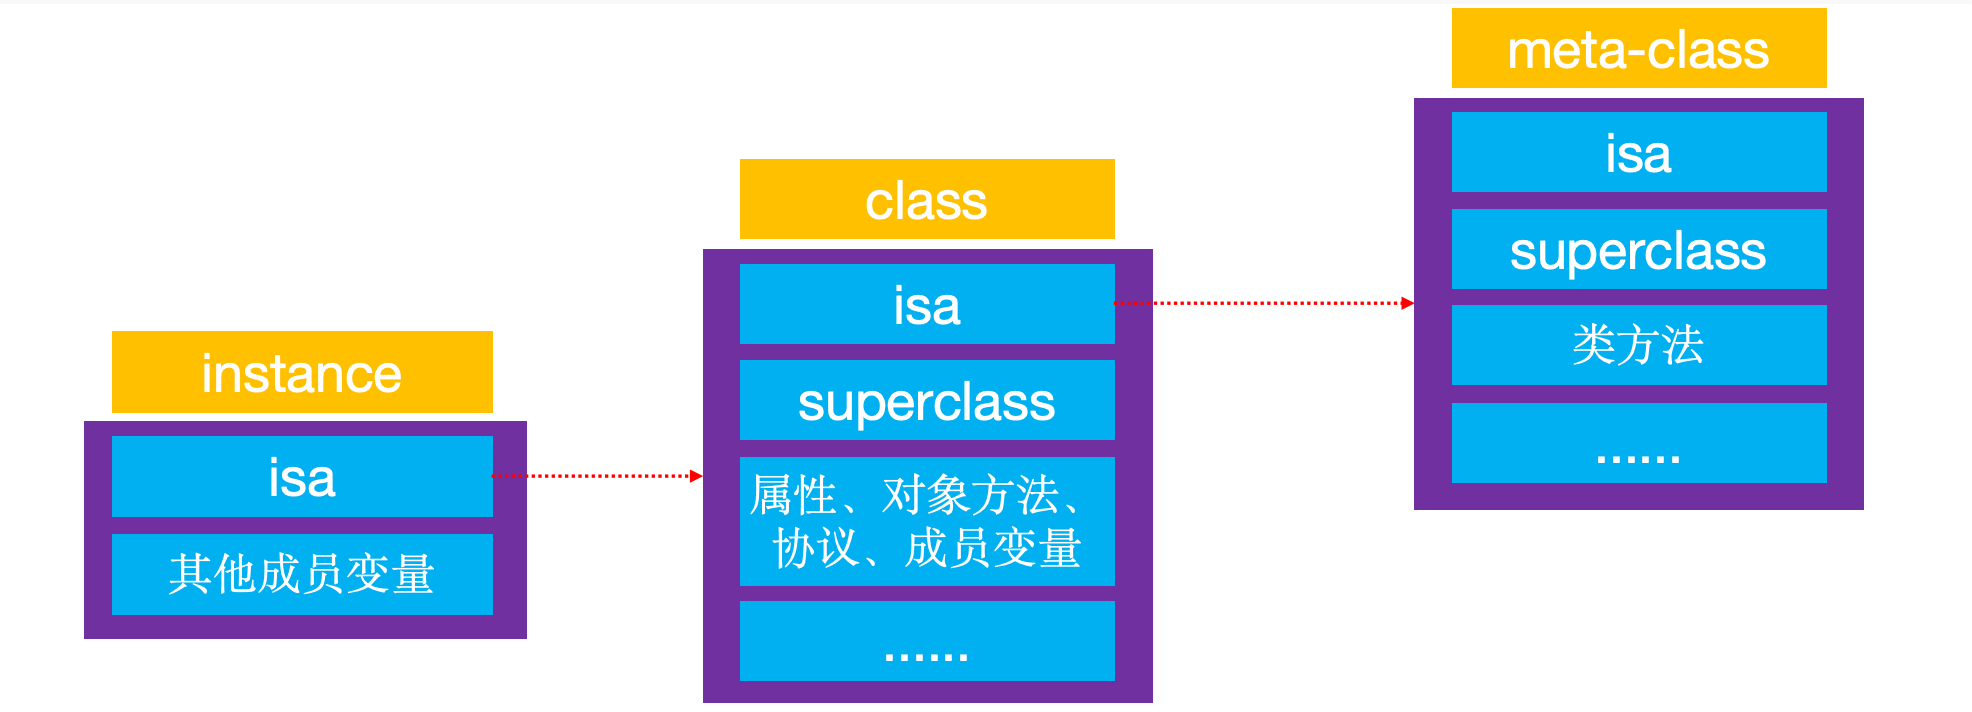 instance
isa
其他成员变量
class
isa
superclass
属性、对象方法、
协议、成员变量
......
meta-class
isa
superclass
类方法
......